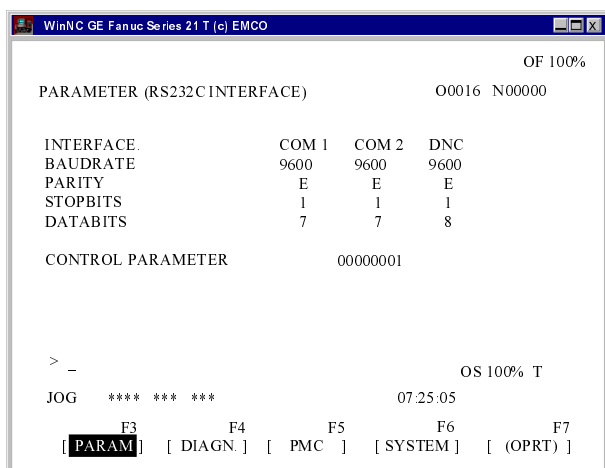 WinNC GE Fanuc Series 21 T (c) EMCO
OF 100%
PARAMETER (RS232C INTERFACE) O0016 N00000
INTERFACE. COM 1 COM 2 DNC
BAUDRATE 9600 9600 9600
PARITY E E E
STOPBITS 1 1 1
DATABITS 7 7 8
CONTROL PARAMETER 00000001
> _
OS 100% T
JOG **** *** *** 07:25:05
F3 F4 F5 F6 F7
[ PARAM ] [ DIAGN. ] [ PMC ] [ SYSTEM ] [ (OPRT) ]